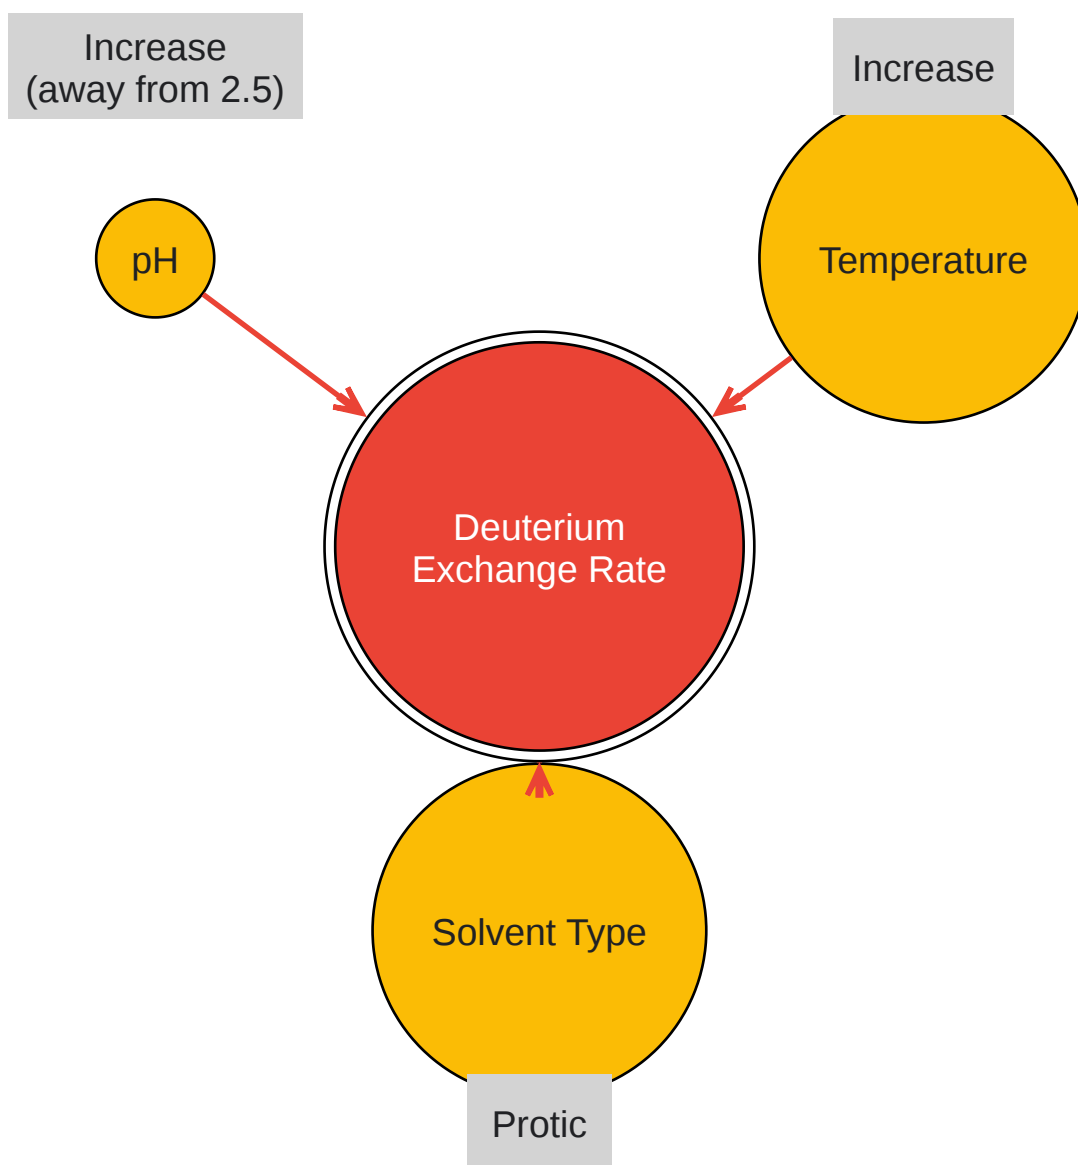 Increase
(away from 2.5)
Increase
pH
Temperature
Deuterium
Exchange Rate
Solvent Type
Protic